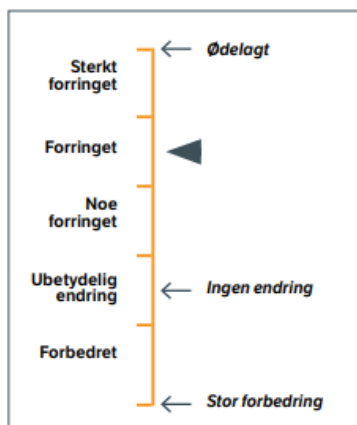 Ødelagt
Sterkt
forringet
Forringet
Noe
forringet
Ubetydelig
endring
Ingen endring
Forbedret
Stor forbedring